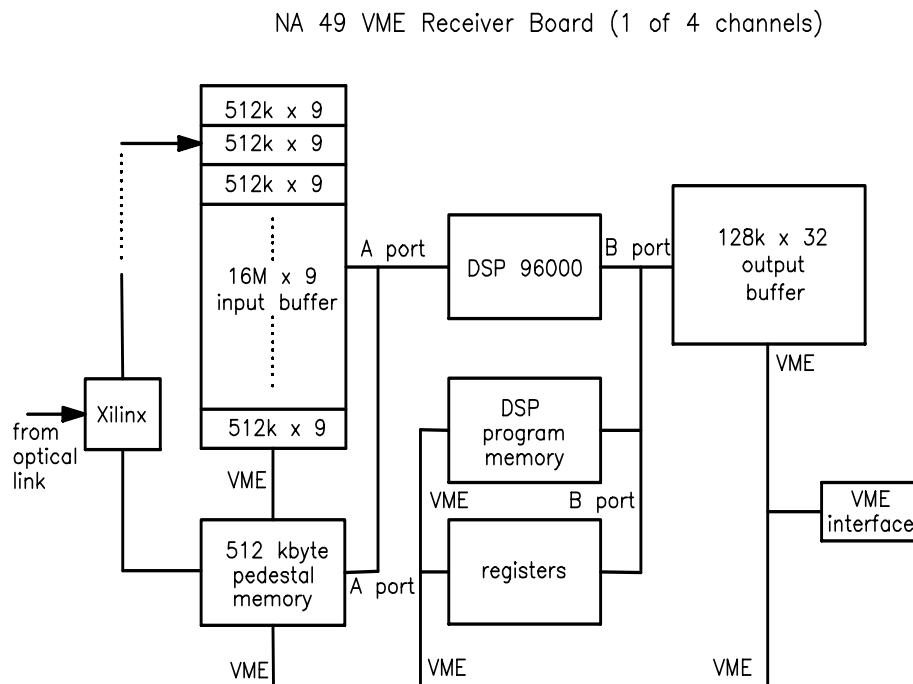 NA 49 VME Receiver Board (1 of 4 channels)
512k x 9
512k x 9
512k x 9
16M x 9
input buffer
512k x 9
A port
DSP 96000
B port
128k x 32
output
buffer
VME
Xilinx
from
optical
link
VME
DSP
program
memory
VME
B port
VME
interface
512 kbyte
pedestal
memory
A port
registers
VME
VME
VME